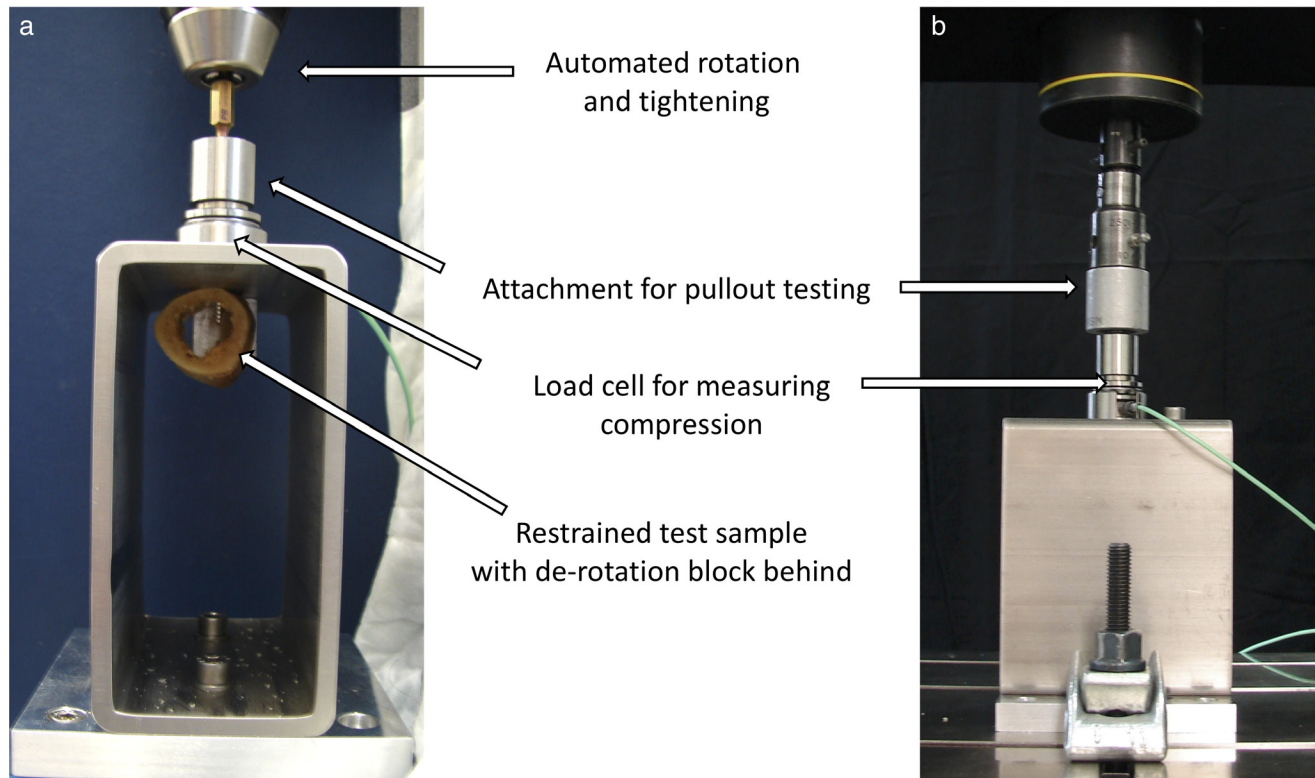 a
b
Automated rotation
and tightening
Attachment for pullout testing
Load cell for measuring
compression
Restrained test sample
with de-rotation block behind